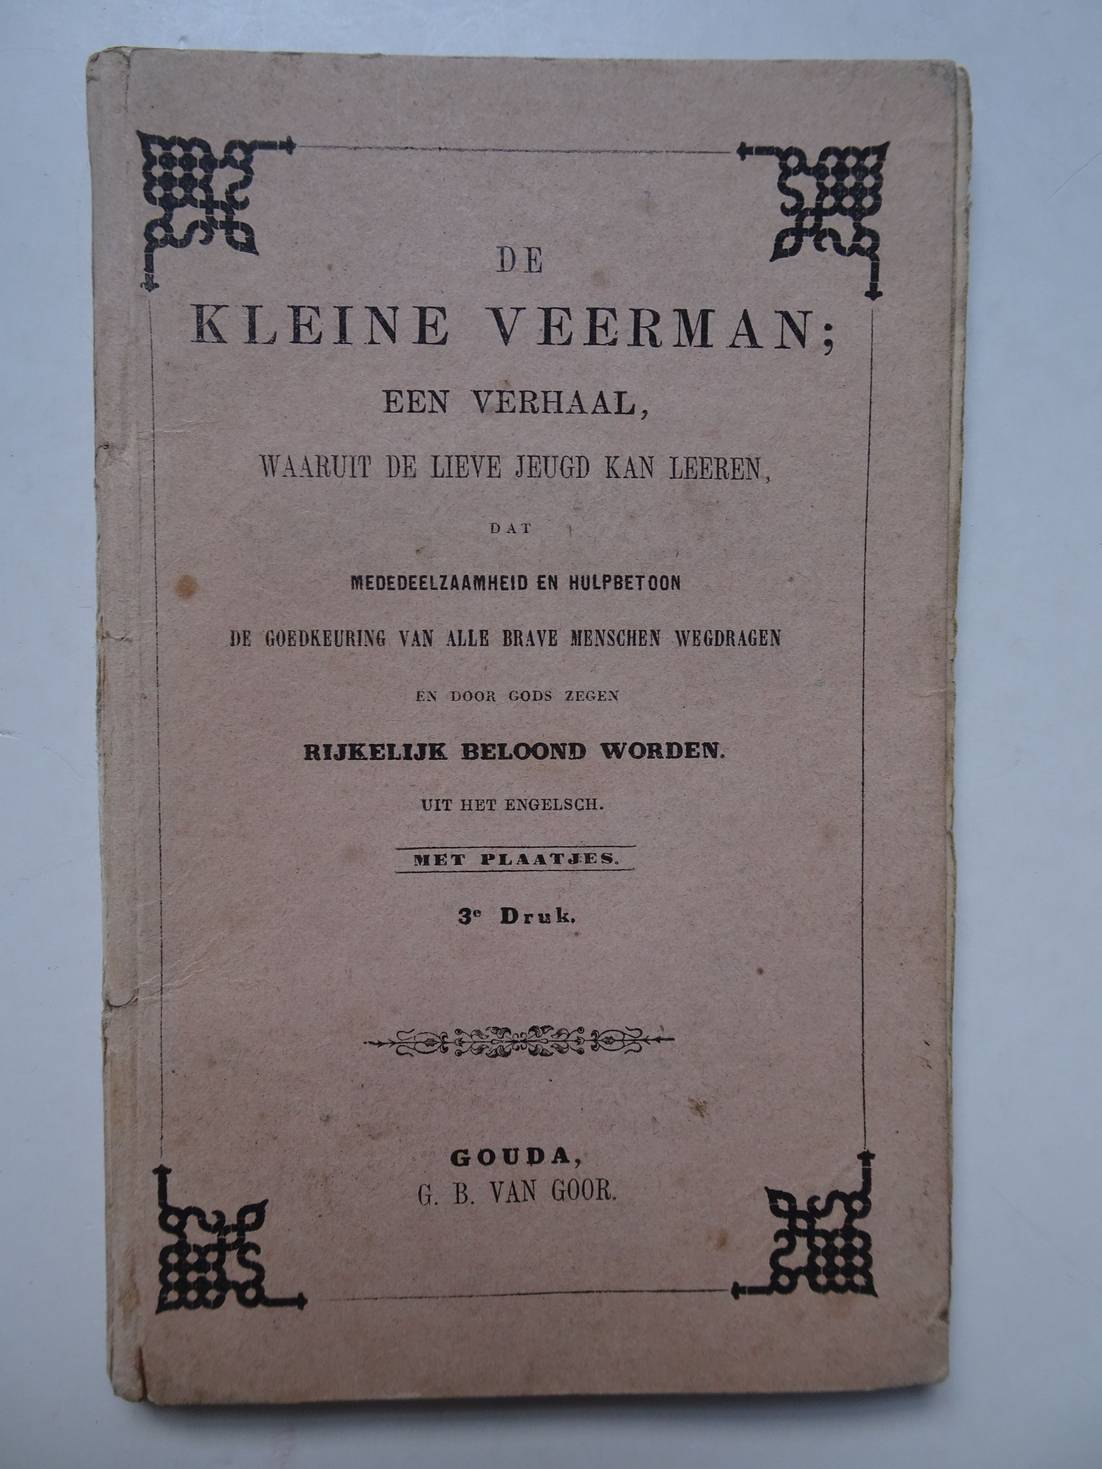 DE
KLEINE VEERMAN;
EEN VERHAAL,
WAARUIT DE LIEVE JEUGD KAN LEEREN,
DAT
MEDEDEELZAAMHEID EN HULPBETOON
DE GOEDKEURING VAN ALLE BRAVE MENSCHEN WEGDRAGEN
EN DOOR GODS ZEGEN
RIJKELIJK BELOOND WORDEN.
UIT HET ENGELSCH.
MET PLAATJES.
3e Druk.
GOUDA,
G. B. VAN GOOR.